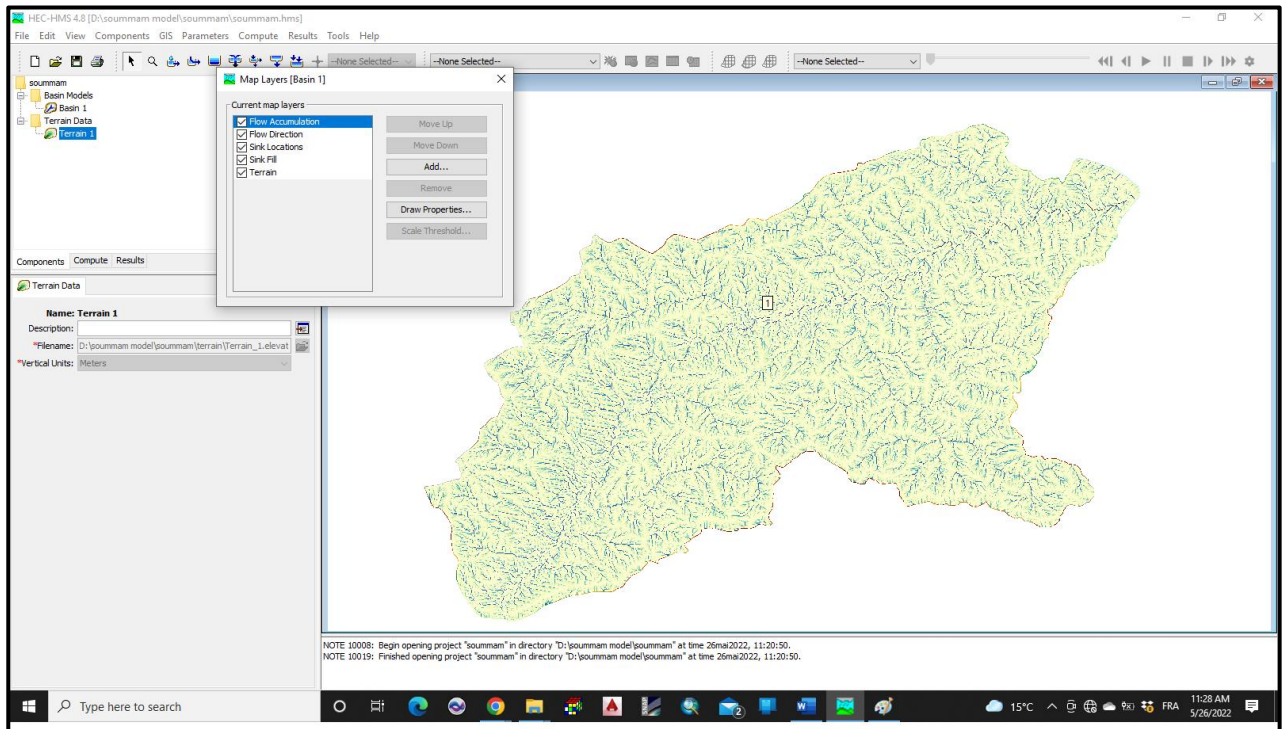 HEC-HMS 4.8 [D:\soummam model\soummam\soummam.hms]
File Edit View Components GIS Parameters Compute Results Tools Help
--None Selected-- --None Selected-- --None Selected--
soummam
Basin Models
Basin 1
Terrain Data
Terrain 1
Map Layers [Basin 1]
Current map layers
Flow Accumulation
Flow Direction
Sink Locations
Sink Fill
Terrain
Move Up
Move Down
Add...
Remove
Draw Properties...
Scale Threshold...
1
Components Compute Results
Terrain Data
Name: Terrain 1
Description:
*Filename: D:\soummam model\soummam\terrain\Terrain_1.elevat
*Vertical Units: Meters
NOTE 10008: Begin opening project "soummam" in directory "D:\soummam model\soummam" at time 26mai2022, 11:20:50.
NOTE 10019: Finished opening project "soummam" in directory "D:\soummam model\soummam" at time 26mai2022, 11:20:50.
Type here to search
2
15°C
FRA
11:28 AM
5/26/2022